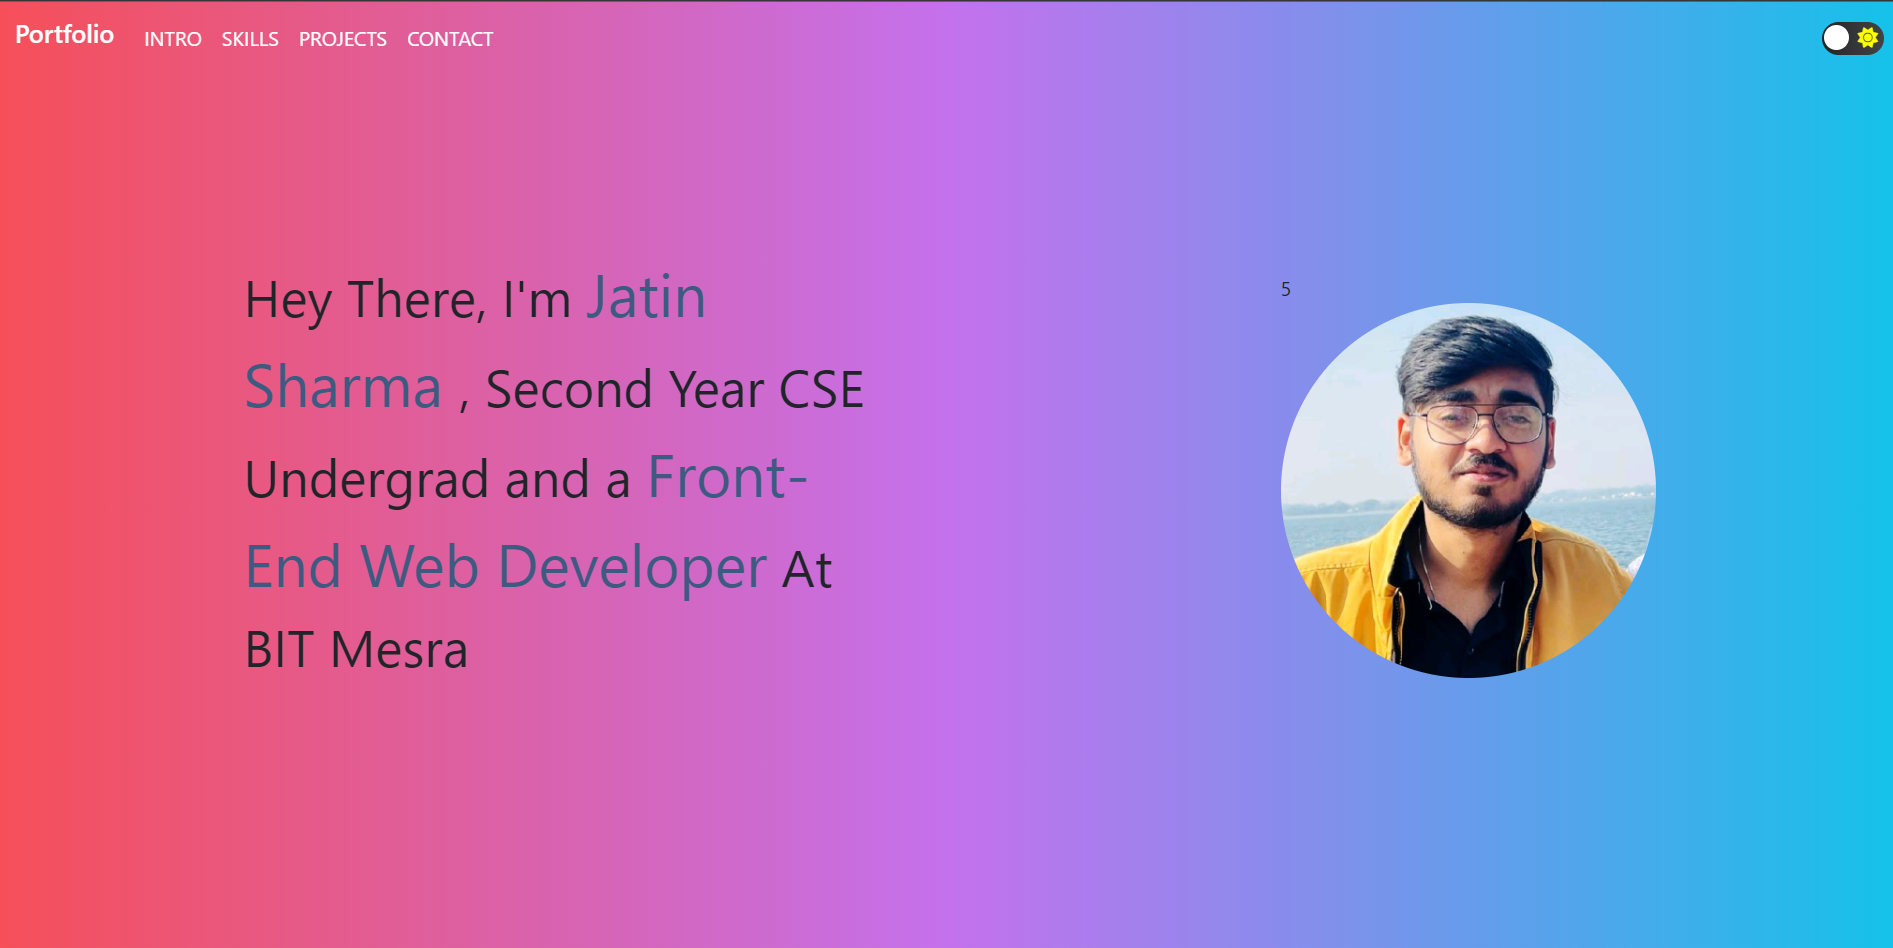 Portfolio INTRO SKILLS PROJECTS CONTACT
Hey There, I'm Jatin
Sharma , Second Year CSE
Undergrad and a Front-
End Web Developer At
BIT Mesra
5